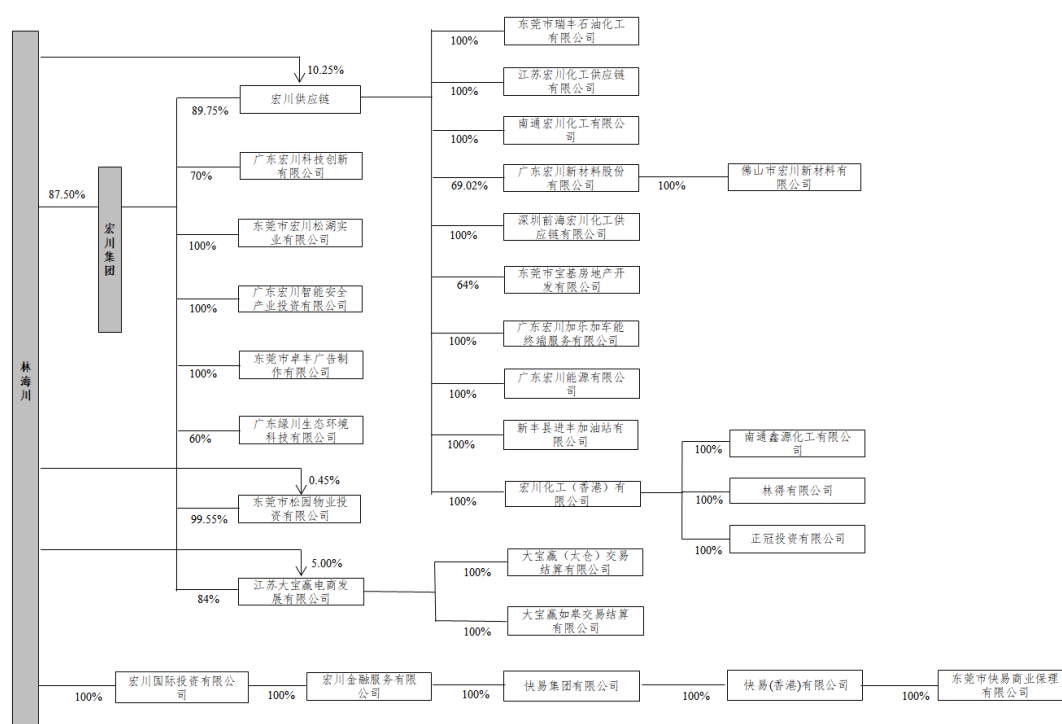 林海川
87.50%
宏川集团
10.25%
89.75%
宏川供应链
70%
广东宏川科技创新
有限公司
100%
东莞市宏川松湖实
业有限公司
100%
广东宏川智能安全
产业投资有限公司
100%
东莞市卓丰广告制
作有限公司
60%
广东绿川生态环境
科技有限公司
0.45%
99.55%
东莞市松园物业投
资有限公司
5.00%
84%
江苏大宝赢电商发
展有限公司
100%
东莞市瑞丰石油化工
有限公司
100%
江苏宏川化工供应链
有限公司
100%
南通宏川化工有限公
司
69.02%
广东宏川新材料股份
有限公司
100%
佛山市宏川新材料有
限公司
100%
深圳前海宏川化工供
应链有限公司
64%
东莞市宝基房地产开
发有限公司
100%
广东宏川加乐加车能
终端服务有限公司
100%
广东宏川能源有限公
司
100%
新丰县进丰加油站有
限公司
100%
宏川化工（香港）有
限公司
100%
南通鑫源化工有限公
司
100%
林得有限公司
100%
正冠投资有限公司
100%
大宝赢（太仓）交易
结算有限公司
100%
大宝赢如皋交易结算
有限公司
100%
宏川国际投资有限公
司
100%
宏川金融服务有限公
司
100%
快易集团有限公司
100%
快易(香港)有限公司
100%
东莞市快易商业保理
有限公司